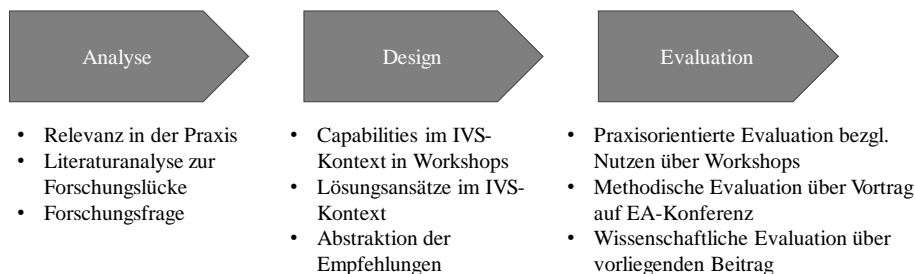 Analyse
• Relevanz in der Praxis
• Literaturanalyse zur
Forschungslücke
• Forschungsfrage
Design
• Capabilities im IVS-
Kontext in Workshops
• Lösungsansätze im IVS-
Kontext
• Abstraktion der
Empfehlungen
Evaluation
• Praxisorientierte Evaluation bezgl.
Nutzen über Workshops
• Methodische Evaluation über Vortrag
auf EA-Konferenz
• Wissenschaftliche Evaluation über
vorliegenden Beitrag